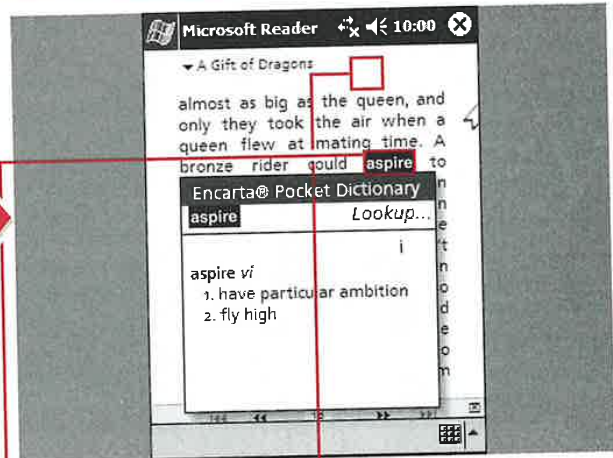 Microsoft Reader 10:00
A Gift of Dragons
almost as big as the queen, and
only they took the air when a
queen flew at mating time. A
bronze rider could aspire to
n
Encarta® Pocket Dictionary
n
aspire Lookup...
e
i
't
n
aspire vi
o
1. have particular ambition
d
2. fly high
e
o
m